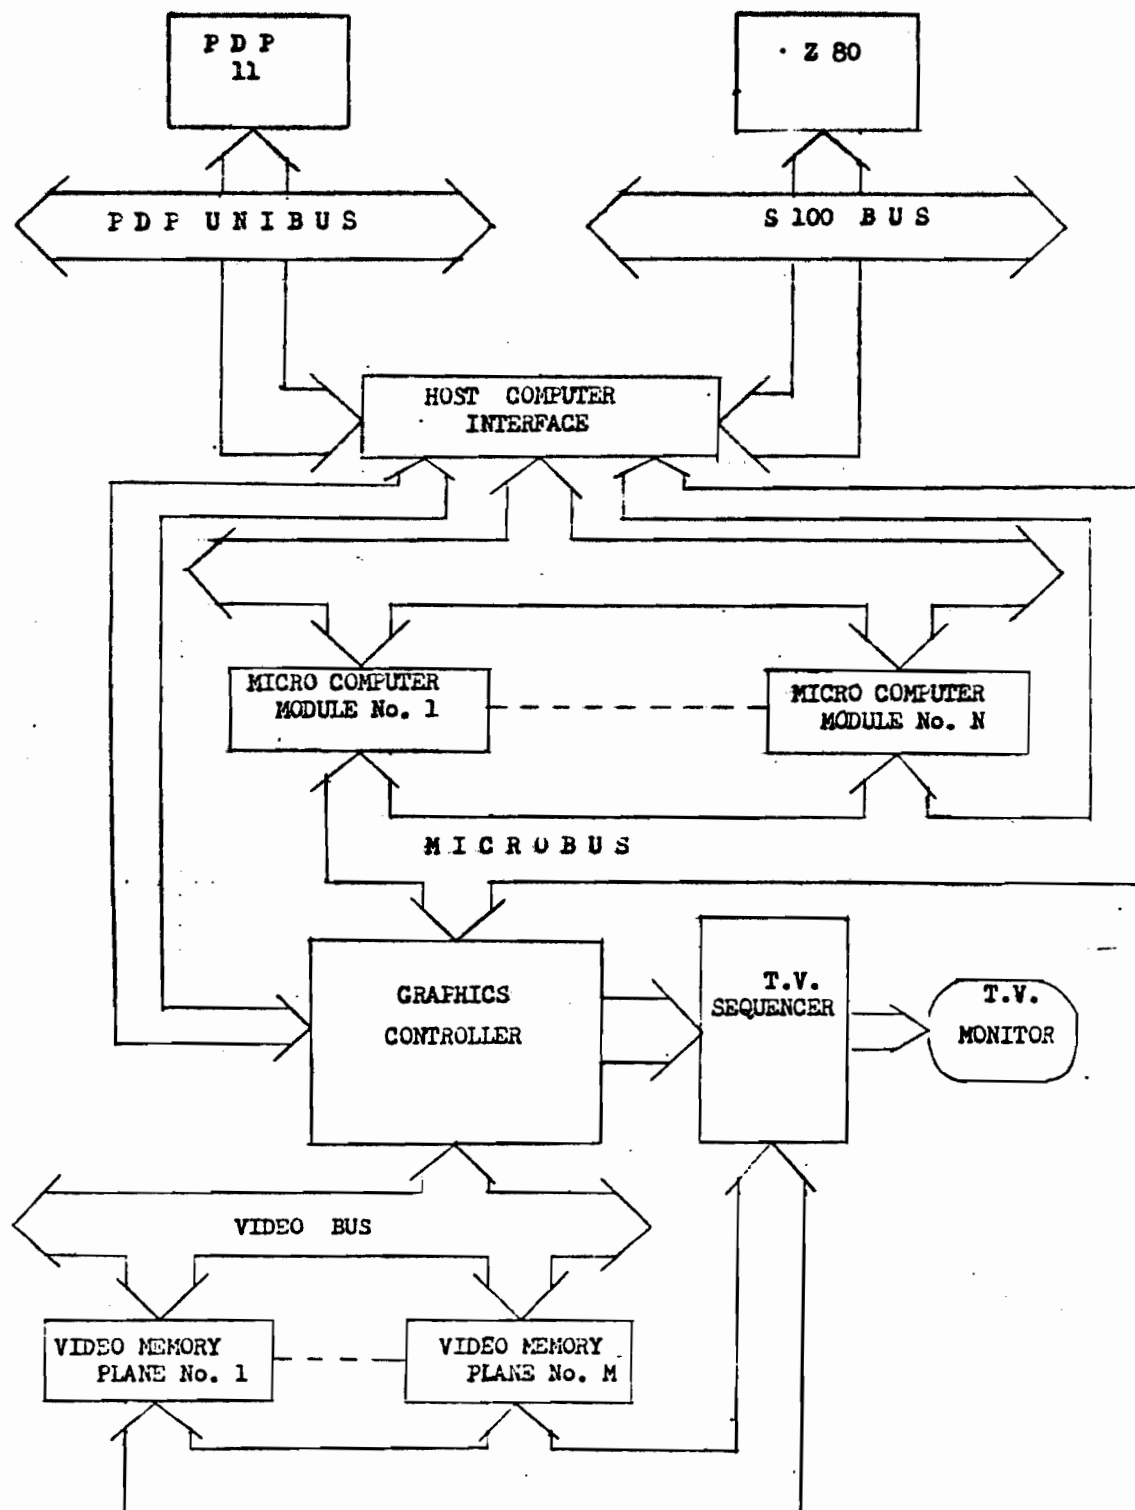 PDP
11
Z 80
PDP UNIBUS
S 100 BUS
HOST COMPUTER
INTERFACE
MICRO COMPUTER
MODULE No. 1
MICRO COMPUTER
MODULE No. N
MICROBUS
GRAPHICS
CONTROLLER
T.V.
SEQUENCER
T.V.
MONITOR
VIDEO BUS
VIDEO MEMORY
PLANE No. 1
VIDEO MEMORY
PLANE No. M